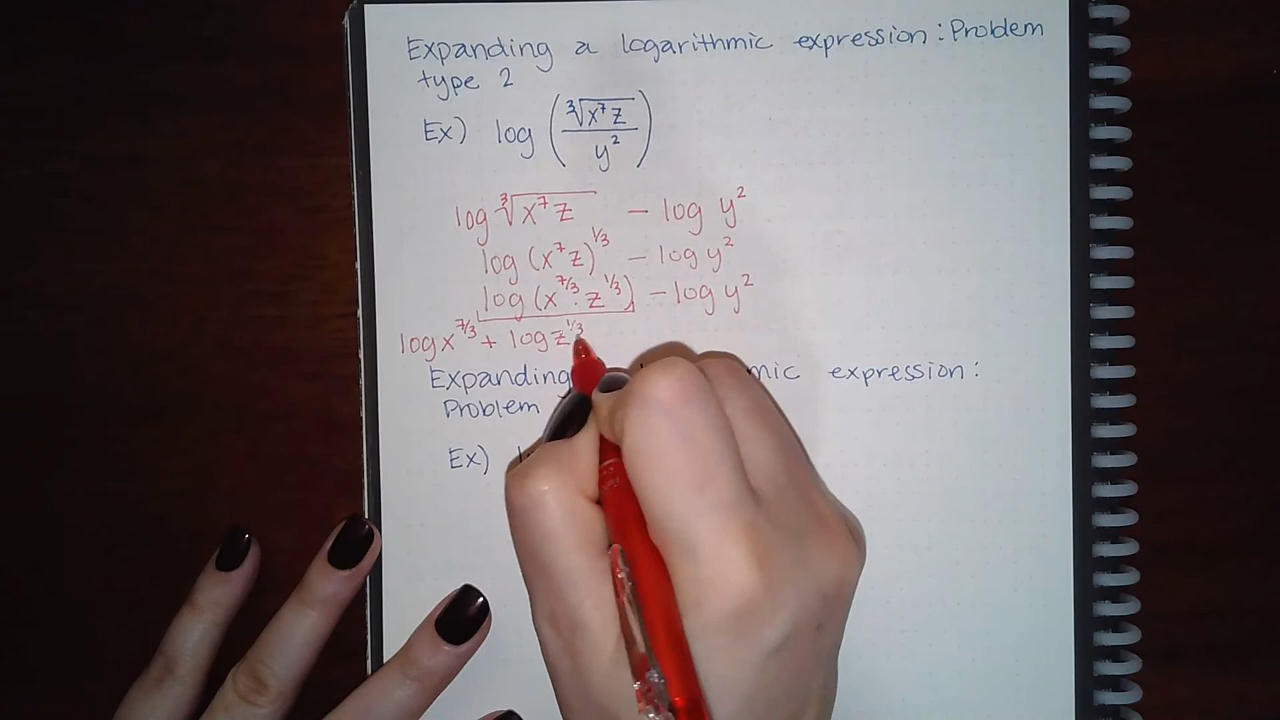 Expanding a logarithmic expression: Problem
type 2
Ex) log (∛(x⁷z) / y²)
log ∛(x⁷z) − log y²
log (x⁷z)^1/3 − log y²
log (x^7/3 · z^1/3) − log y²
log x^7/3 + log z^1/3
Expanding mic expression:
Problem
Ex)